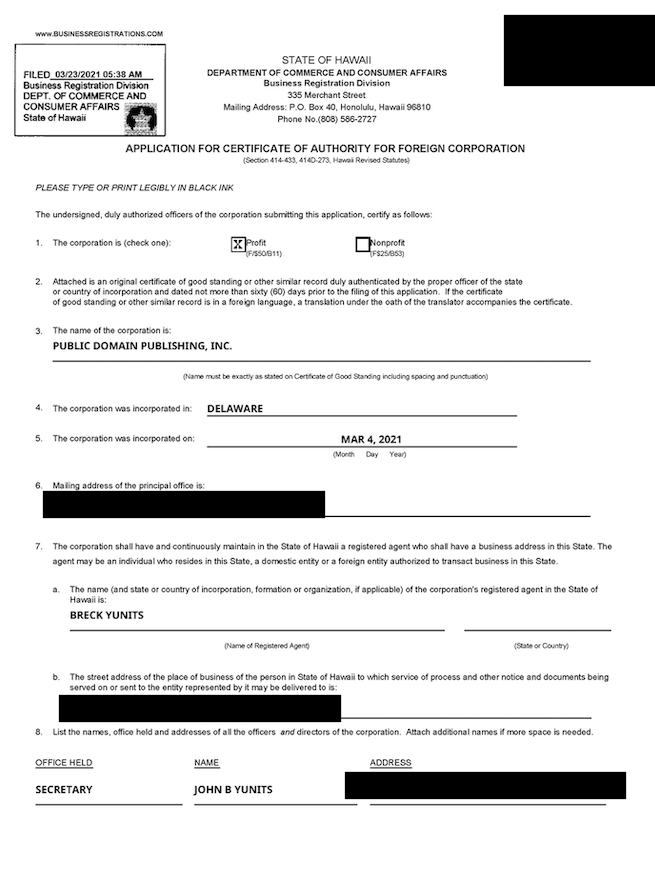 www.BUSINESSREGISTRATIONS.COM
FILED 03/23/2021 05:38 AM
Business Registration Division
DEPT. OF COMMERCE AND
CONSUMER AFFAIRS
State of Hawaii
STATE OF HAWAII
DEPARTMENT OF COMMERCE AND CONSUMER AFFAIRS
Business Registration Division
335 Merchant Street
Mailing Address: P.O. Box 40, Honolulu, Hawaii 96810
Phone No.(808) 586-2727
APPLICATION FOR CERTIFICATE OF AUTHORITY FOR FOREIGN CORPORATION
(Section 414-433, 414D-273, Hawaii Revised Statutes)
PLEASE TYPE OR PRINT LEGIBLY IN BLACK INK
The undersigned, duly authorized officers of the corporation submitting this application, certify as follows:
1. The corporation is (check one): X Profit Nonprofit
(F/$50/B11) (F$25/B53)
2. Attached is an original certificate of good standing or other similar record duly authenticated by the proper officer of the state
or country of incorporation and dated not more than sixty (60) days prior to the filing of this application. If the certificate
of good standing or other similar record is in a foreign language, a translation under the oath of the translator accompanies the certificate.
3. The name of the corporation is:
PUBLIC DOMAIN PUBLISHING, INC.
(Name must be exactly as stated on Certificate of Good Standing including spacing and punctuation)
4. The corporation was incorporated in: DELAWARE
5. The corporation was incorporated on: MAR 4, 2021
(Month Day Year)
6. Mailing address of the principal office is:
7. The corporation shall have and continuously maintain in the State of Hawaii a registered agent who shall have a business address in this State. The
agent may be an individual who resides in this State, a domestic entity or a foreign entity authorized to transact business in this State.
a. The name (and state or country of incorporation, formation or organization, if applicable) of the corporation's registered agent in the State of
Hawaii is:
BRECK YUNITS
(Name of Registered Agent) (State or Country)
b. The street address of the place of business of the person in State of Hawaii to which service of process and other notice and documents being
served on or sent to the entity represented by it may be delivered to is:
8. List the names, office held and addresses of all the officers and directors of the corporation. Attach additional names if more space is needed.
OFFICE HELD NAME ADDRESS
SECRETARY JOHN B YUNITS